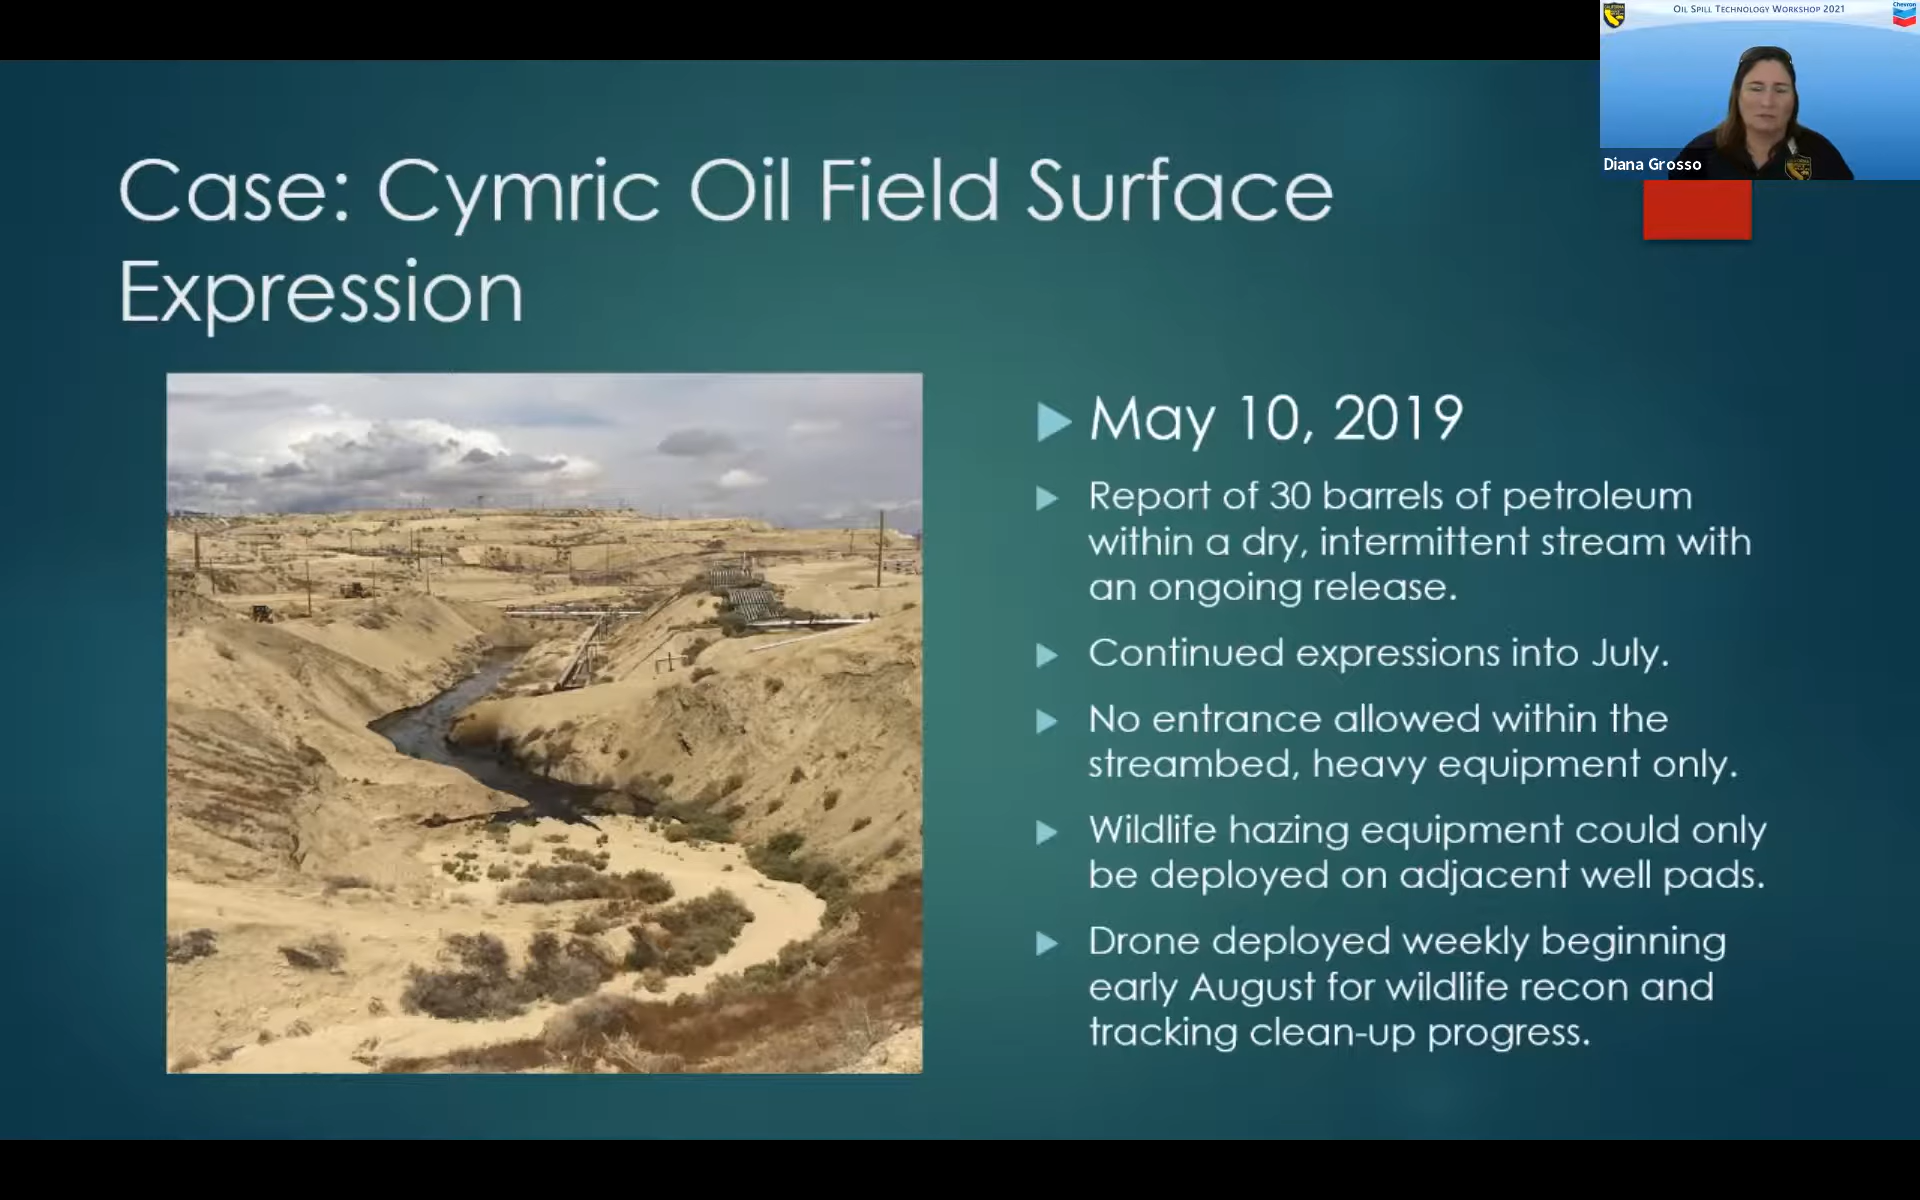 OIL SPILL TECHNOLOGY WORKSHOP 2021
Chevron
Diana Grosso
Case: Cymric Oil Field Surface
Expression
May 10, 2019
Report of 30 barrels of petroleum
within a dry, intermittent stream with
an ongoing release.
Continued expressions into July.
No entrance allowed within the
streambed, heavy equipment only.
Wildlife hazing equipment could only
be deployed on adjacent well pads.
Drone deployed weekly beginning
early August for wildlife recon and
tracking clean-up progress.